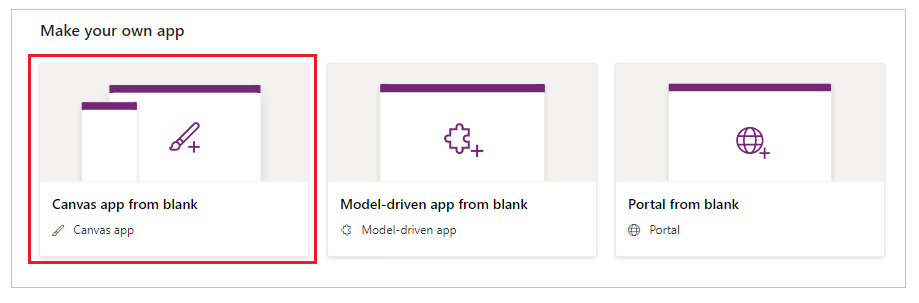 Make your own app
Canvas app from blank
Canvas app
Model-driven app from blank
Model-driven app
Portal from blank
Portal